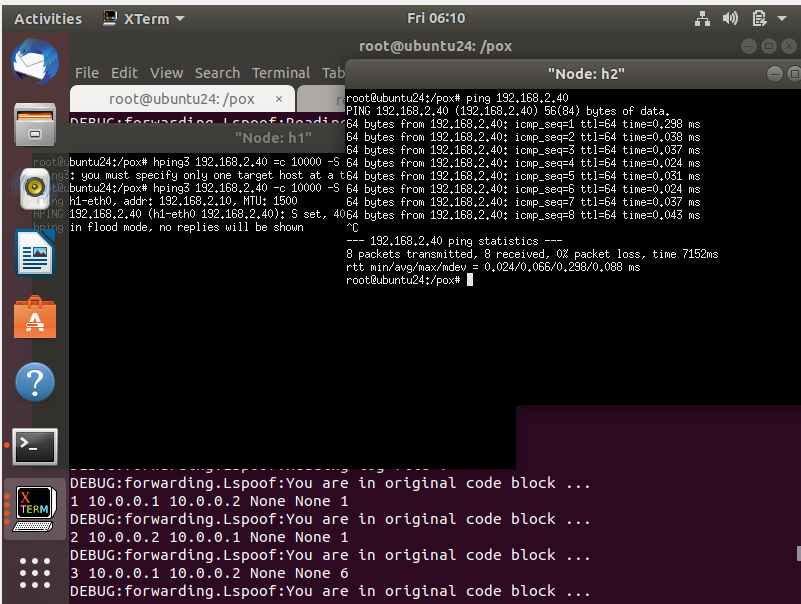 Activities
XTerm
Fri 06:10
root@ubuntu24: /pox
File Edit View Search Terminal Tab
root@ubuntu24: /pox ×
DEBUG:forwarding.Lspoof:Reading
"Node: h1"
root@ubuntu24:/pox# hping3 192.168.2.40 =c 10000 -S
hping3: you must specify only one target host at a t
root@ubuntu24:/pox# hping3 192.168.2.40 -c 10000 -S
h1-eth0, addr: 192.168.2.10, MTU: 1500
HPING 192.168.2.40 (h1-eth0 192.168.2.40): S set, 40
hping in flood mode, no replies will be shown
"Node: h2"
root@ubuntu24:/pox# ping 192.168.2.40
PING 192.168.2.40 (192.168.2.40) 56(84) bytes of data.
64 bytes from 192.168.2.40: icmp_seq=1 ttl=64 time=0.298 ms
64 bytes from 192.168.2.40: icmp_seq=2 ttl=64 time=0.038 ms
64 bytes from 192.168.2.40: icmp_seq=3 ttl=64 time=0.037 ms
64 bytes from 192.168.2.40: icmp_seq=4 ttl=64 time=0.024 ms
64 bytes from 192.168.2.40: icmp_seq=5 ttl=64 time=0.031 ms
64 bytes from 192.168.2.40: icmp_seq=6 ttl=64 time=0.024 ms
64 bytes from 192.168.2.40: icmp_seq=7 ttl=64 time=0.037 ms
64 bytes from 192.168.2.40: icmp_seq=8 ttl=64 time=0.043 ms
^C
--- 192.168.2.40 ping statistics ---
8 packets transmitted, 8 received, 0% packet loss, time 7152ms
rtt min/avg/max/mdev = 0.024/0.066/0.298/0.088 ms
root@ubuntu24:/pox#
DEBUG:forwarding.Lspoof:You are in original code block ...
1 10.0.0.1 10.0.0.2 None None 1
DEBUG:forwarding.Lspoof:You are in original code block ...
2 10.0.0.2 10.0.0.1 None None 1
DEBUG:forwarding.Lspoof:You are in original code block ...
3 10.0.0.1 10.0.0.2 None None 6
DEBUG:forwarding.Lspoof:You are in original code block ...
X
TERM